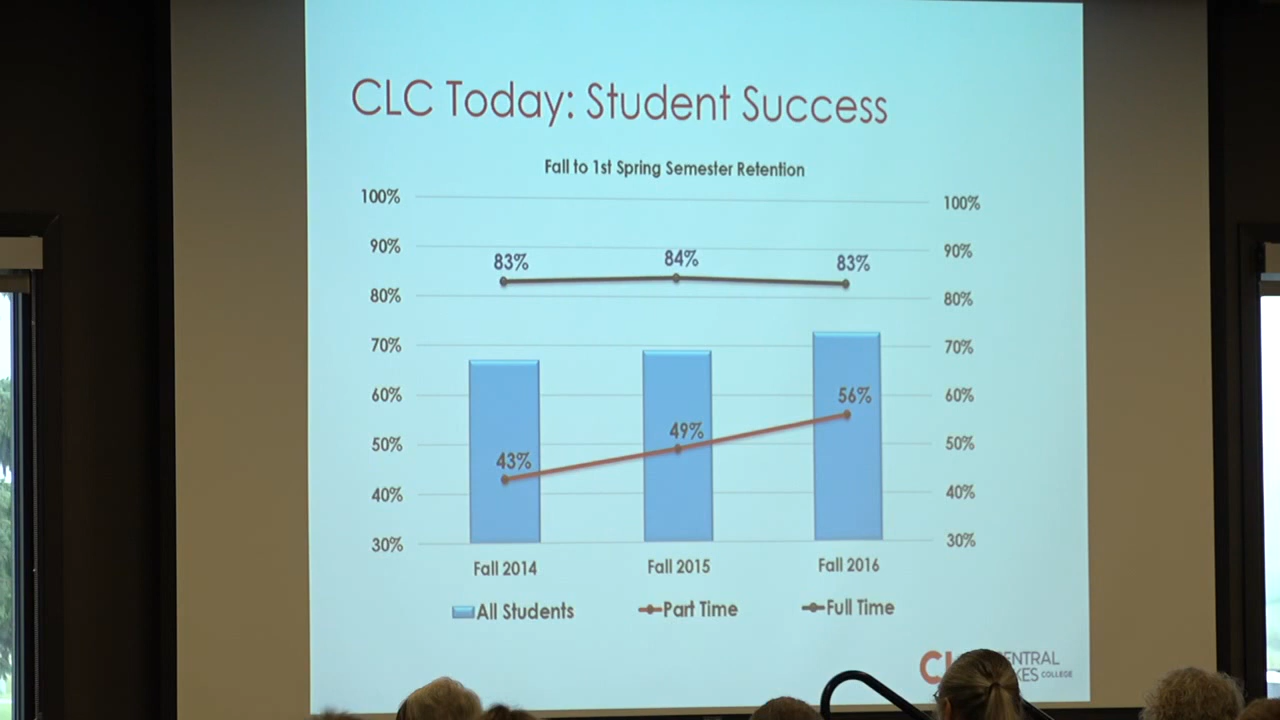 CLC Today: Student Success
Fall to 1st Spring Semester Retention
100% 100%
90% 90%
83% 84% 83%
80% 80%
70% 70%
60% 60%
56%
50% 50%
49%
43%
40% 40%
30% 30%
Fall 2014 Fall 2015 Fall 2016
All Students Part Time Full Time
COLLEGE